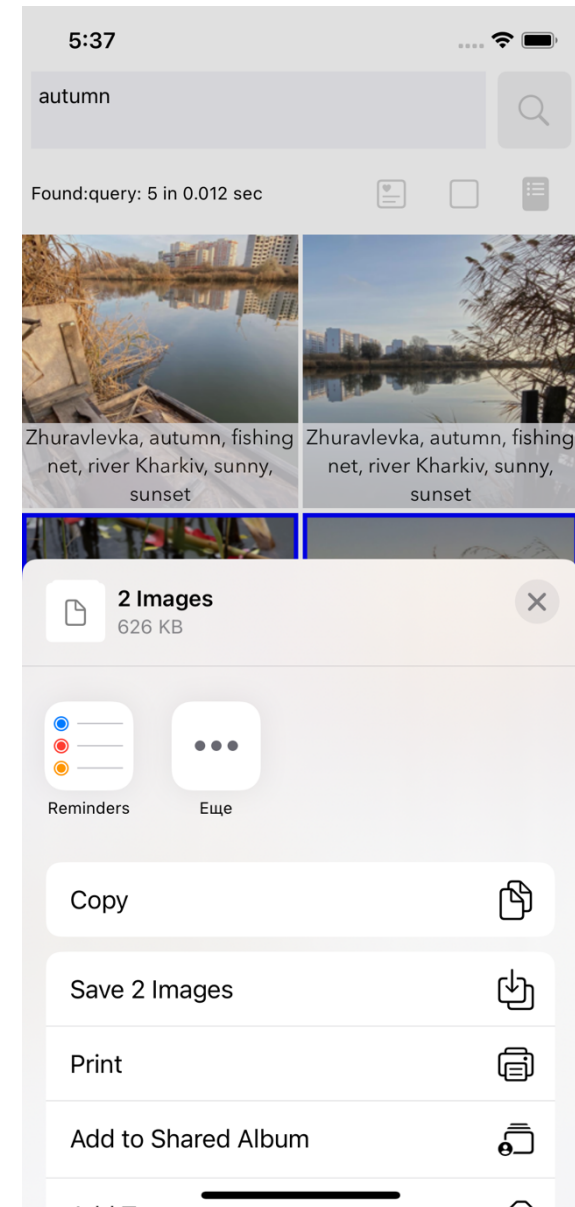 5:37
autumn
Found:query: 5 in 0.012 sec
Zhuravlevka, autumn, fishing
net, river Kharkiv, sunny,
sunset
Zhuravlevka, autumn, fishing
net, river Kharkiv, sunny,
sunset
2 Images
626 KB
Reminders
Еще
Copy
Save 2 Images
Print
Add to Shared Album